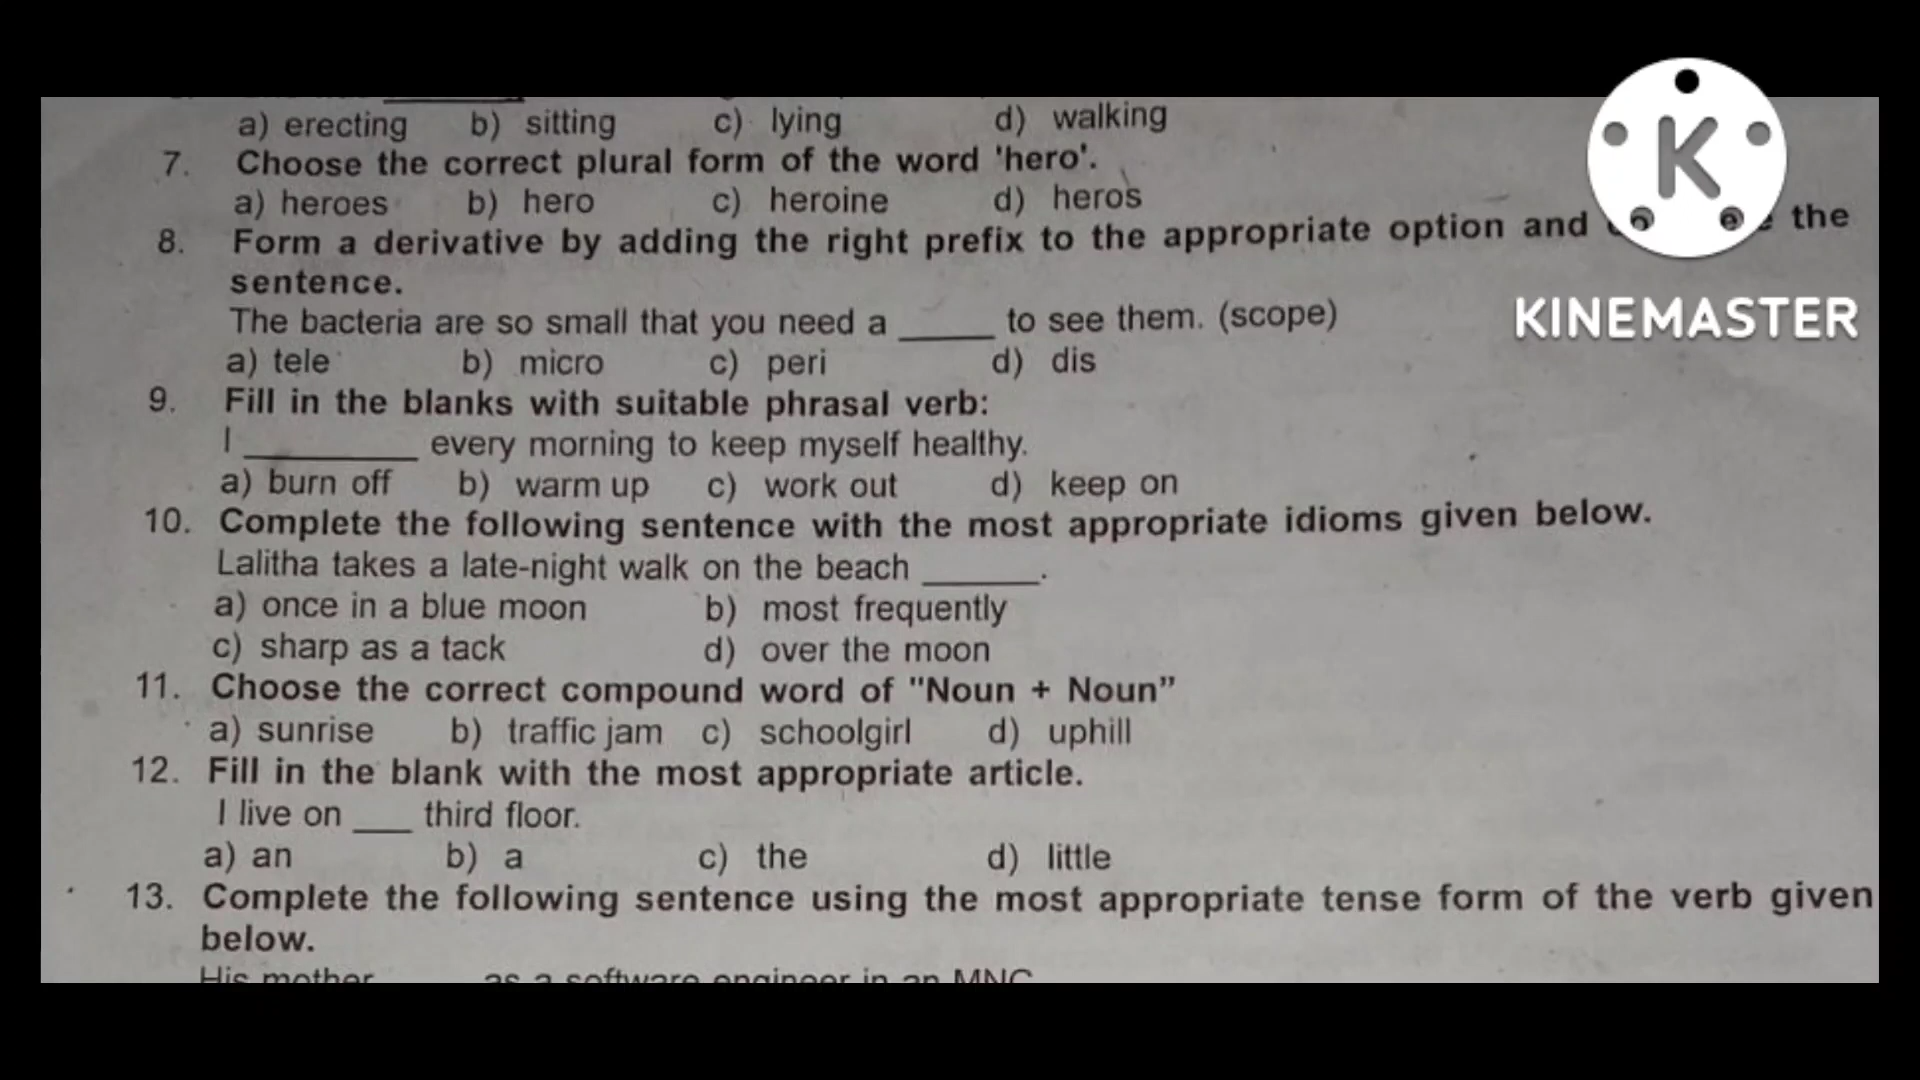 a) erecting b) sitting c) lying d) walking
7. Choose the correct plural form of the word 'hero'.
a) heroes b) hero c) heroine d) heros
8. Form a derivative by adding the right prefix to the appropriate option and the
sentence.
The bacteria are so small that you need a _____ to see them. (scope)
a) tele b) micro c) peri d) dis
9. Fill in the blanks with suitable phrasal verb:
I _________ every morning to keep myself healthy.
a) burn off b) warm up c) work out d) keep on
10. Complete the following sentence with the most appropriate idioms given below.
Lalitha takes a late-night walk on the beach ______.
a) once in a blue moon b) most frequently
c) sharp as a tack d) over the moon
11. Choose the correct compound word of "Noun + Noun”
a) sunrise b) traffic jam c) schoolgirl d) uphill
12. Fill in the blank with the most appropriate article.
I live on ___ third floor.
a) an b) a c) the d) little
13. Complete the following sentence using the most appropriate tense form of the verb given
below.
His mother as a software engineer in an MNC
K
KINEMASTER